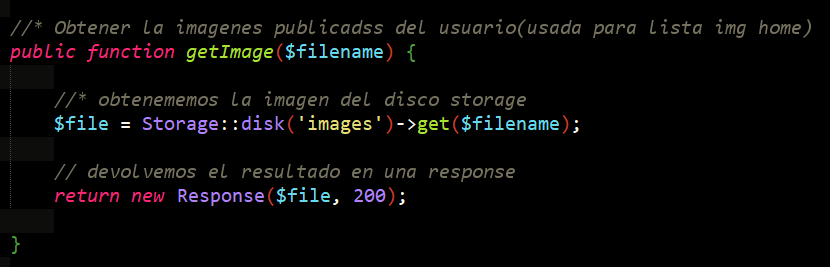 //* Obtener la imagenes publicadss del usuario(usada para lista img home)
public function getImage($filename) {
//* obtenememos la imagen del disco storage
$file = Storage::disk('images')->get($filename);
// devolvemos el resultado en una response
return new Response($file, 200);
}